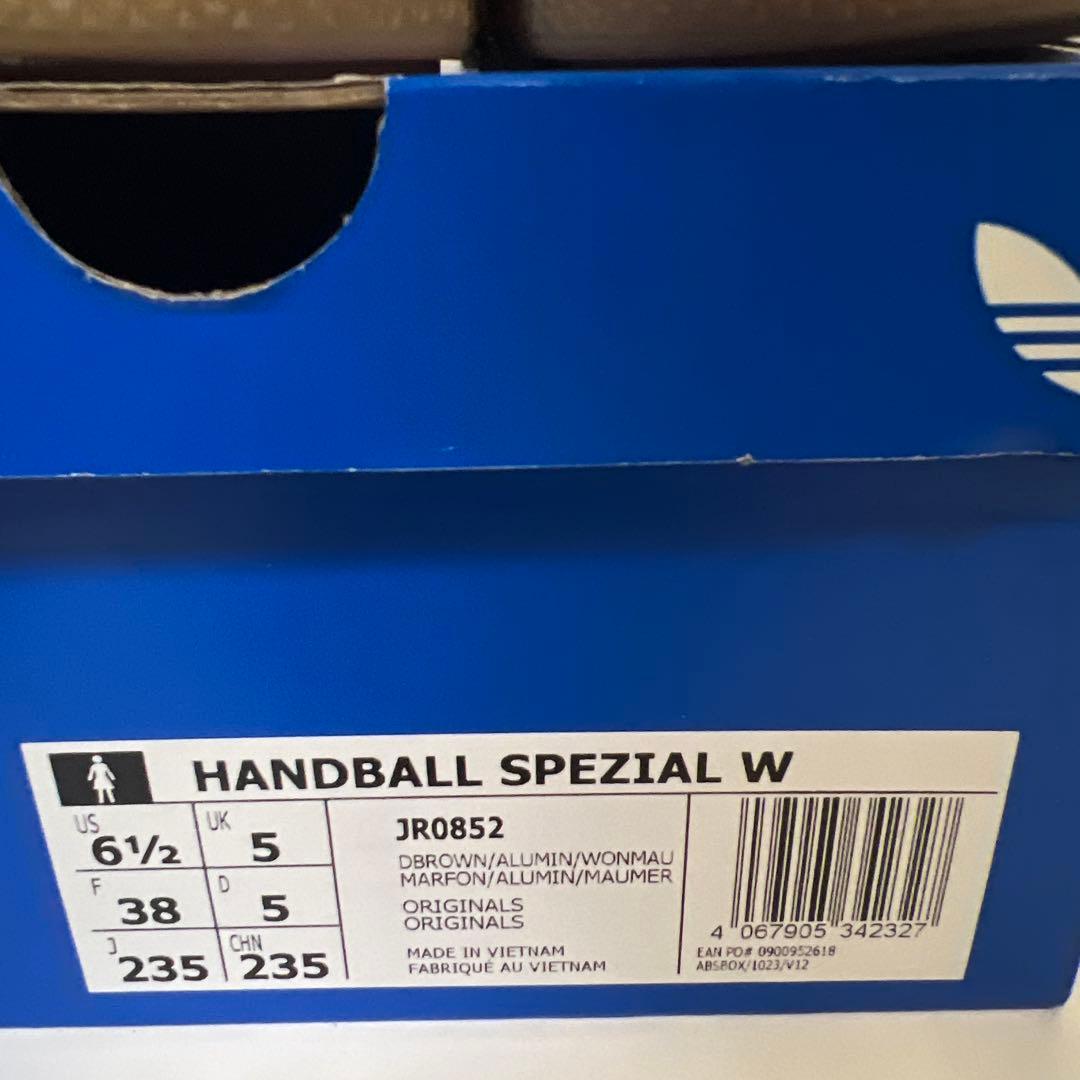 HANDBALL SPEZIAL W
US 6½ UK 5
F 38 D 5
J 235 CHN 235
JR0852
DBROWN/ALUMIN/WONMAU
MARFON/ALUMIN/MAUMER
ORIGINALS
ORIGINALS
MADE IN VIETNAM
FABRIQUÉ AU VIETNAM
4 067905 342327
EAN PO# 0900952618
ABSBOX/1023/V12